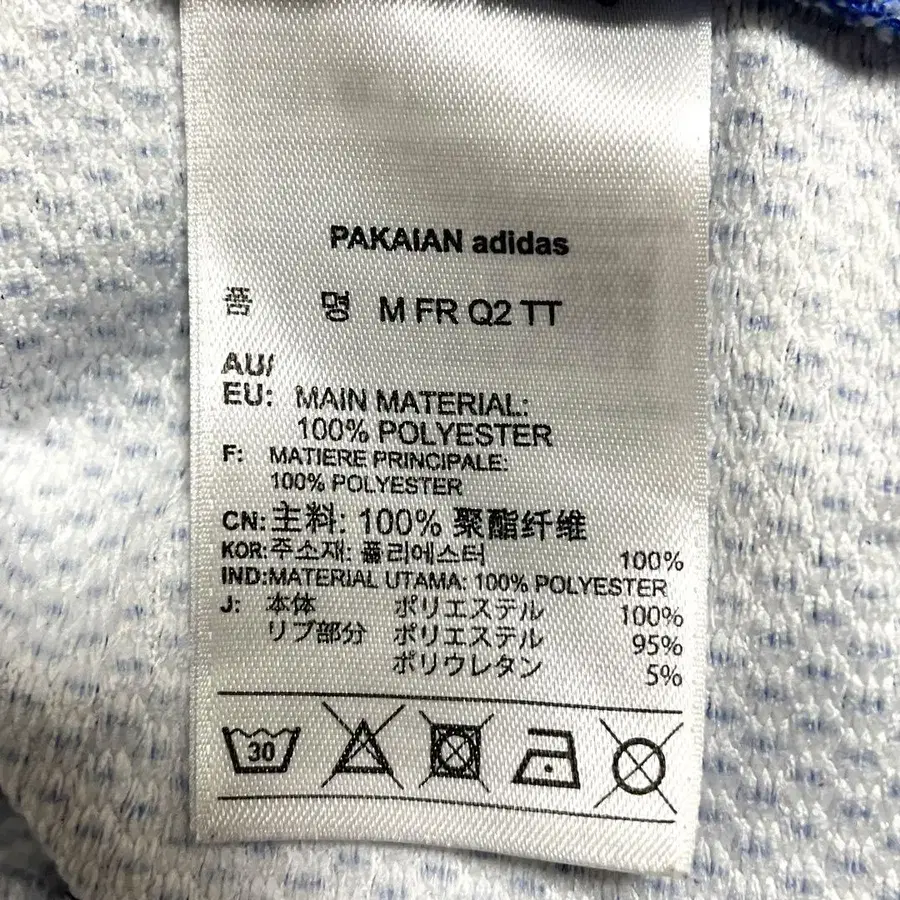 PAKAIAN adidas
품 명 M FR Q2 TT
AU/
EU: MAIN MATERIAL:
100% POLYESTER
F: MATIERE PRINCIPALE:
100% POLYESTER
CN: 主料: 100% 聚酯纤维
KOR: 주소재: 폴리에스터 100%
IND: MATERIAL UTAMA: 100% POLYESTER
J: 本体 ポリエステル 100%
リブ部分 ポリエステル 95%
ポリウレタン 5%
30